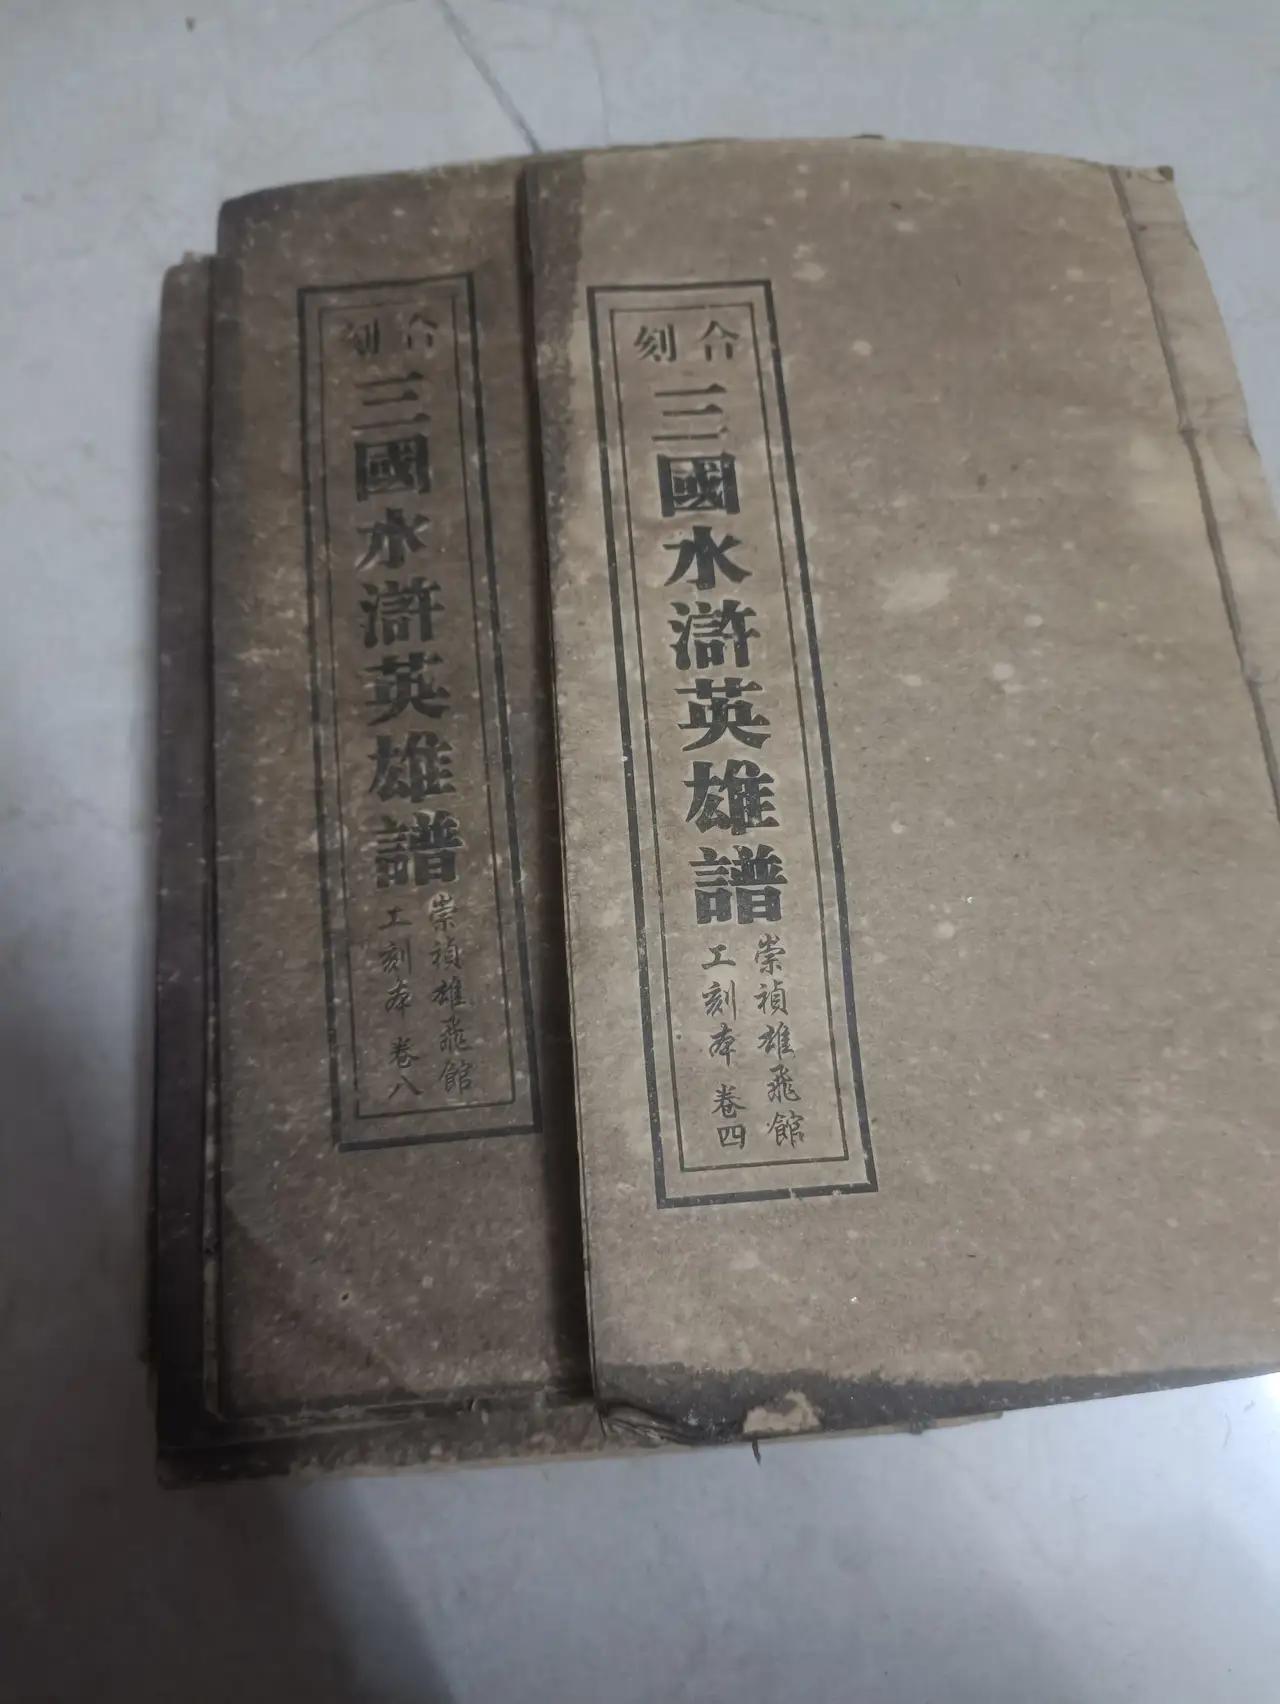 合刻
三國水滸英雄譜
崇禎雄飛館
工刻本 卷四
合刻
三國水滸英雄譜
崇禎雄飛館
工刻本 卷八